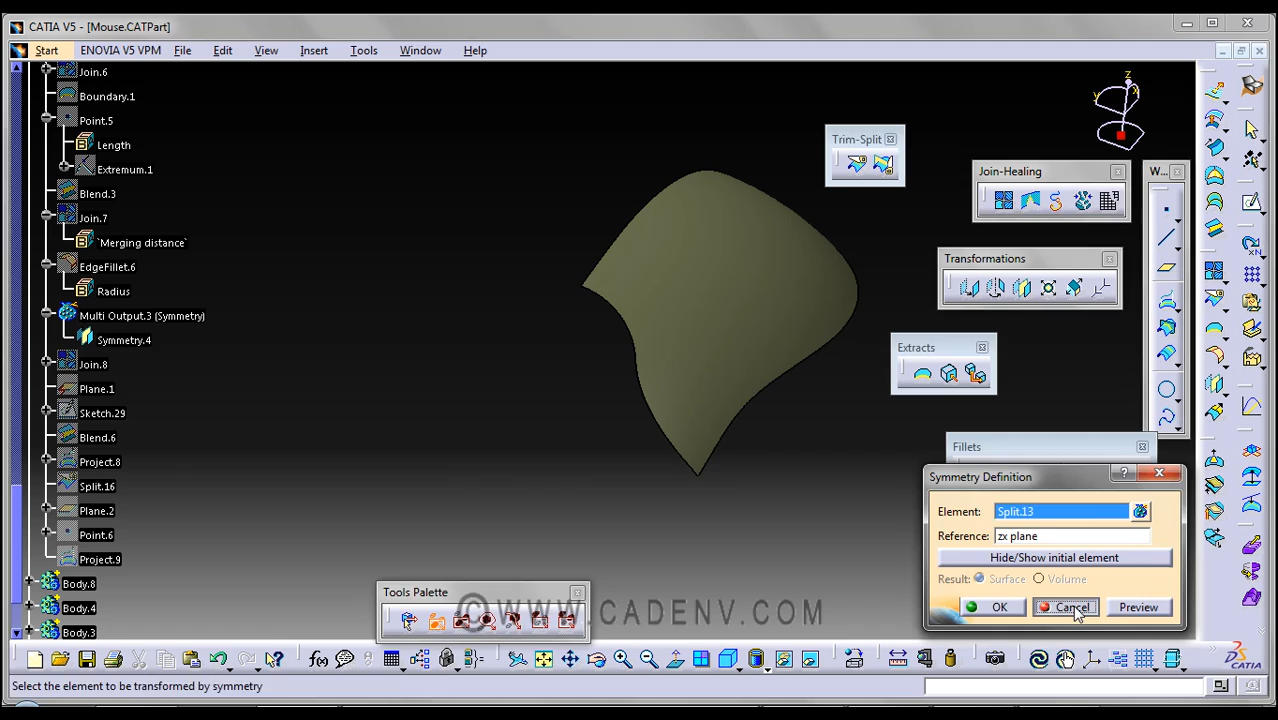 CATIA V5 - [Mouse.CATPart]
Start ENOVIA V5 VPM File Edit View Insert Tools Window Help
Join.6
Boundary.1
Point.5
Length
Extremum.1
Blend.3
Join.7
`Merging distance`
EdgeFillet.6
Radius
Multi Output.3 (Symmetry)
Symmetry.4
Join.8
Plane.1
Sketch.29
Blend.6
Project.8
Split.16
Plane.2
Point.6
Project.9
Body.8
Body.4
Body.3
z
y
x
Trim-Split
Join-Healing
W...
Transformations
Extracts
Fillets
Symmetry Definition
Element: Split.13
Reference: zx plane
Hide/Show initial element
Result: Surface Volume
OK Cancel Preview
Tools Palette
© WWW.CADENV.COM
f(x)
DS CATIA
Select the element to be transformed by symmetry